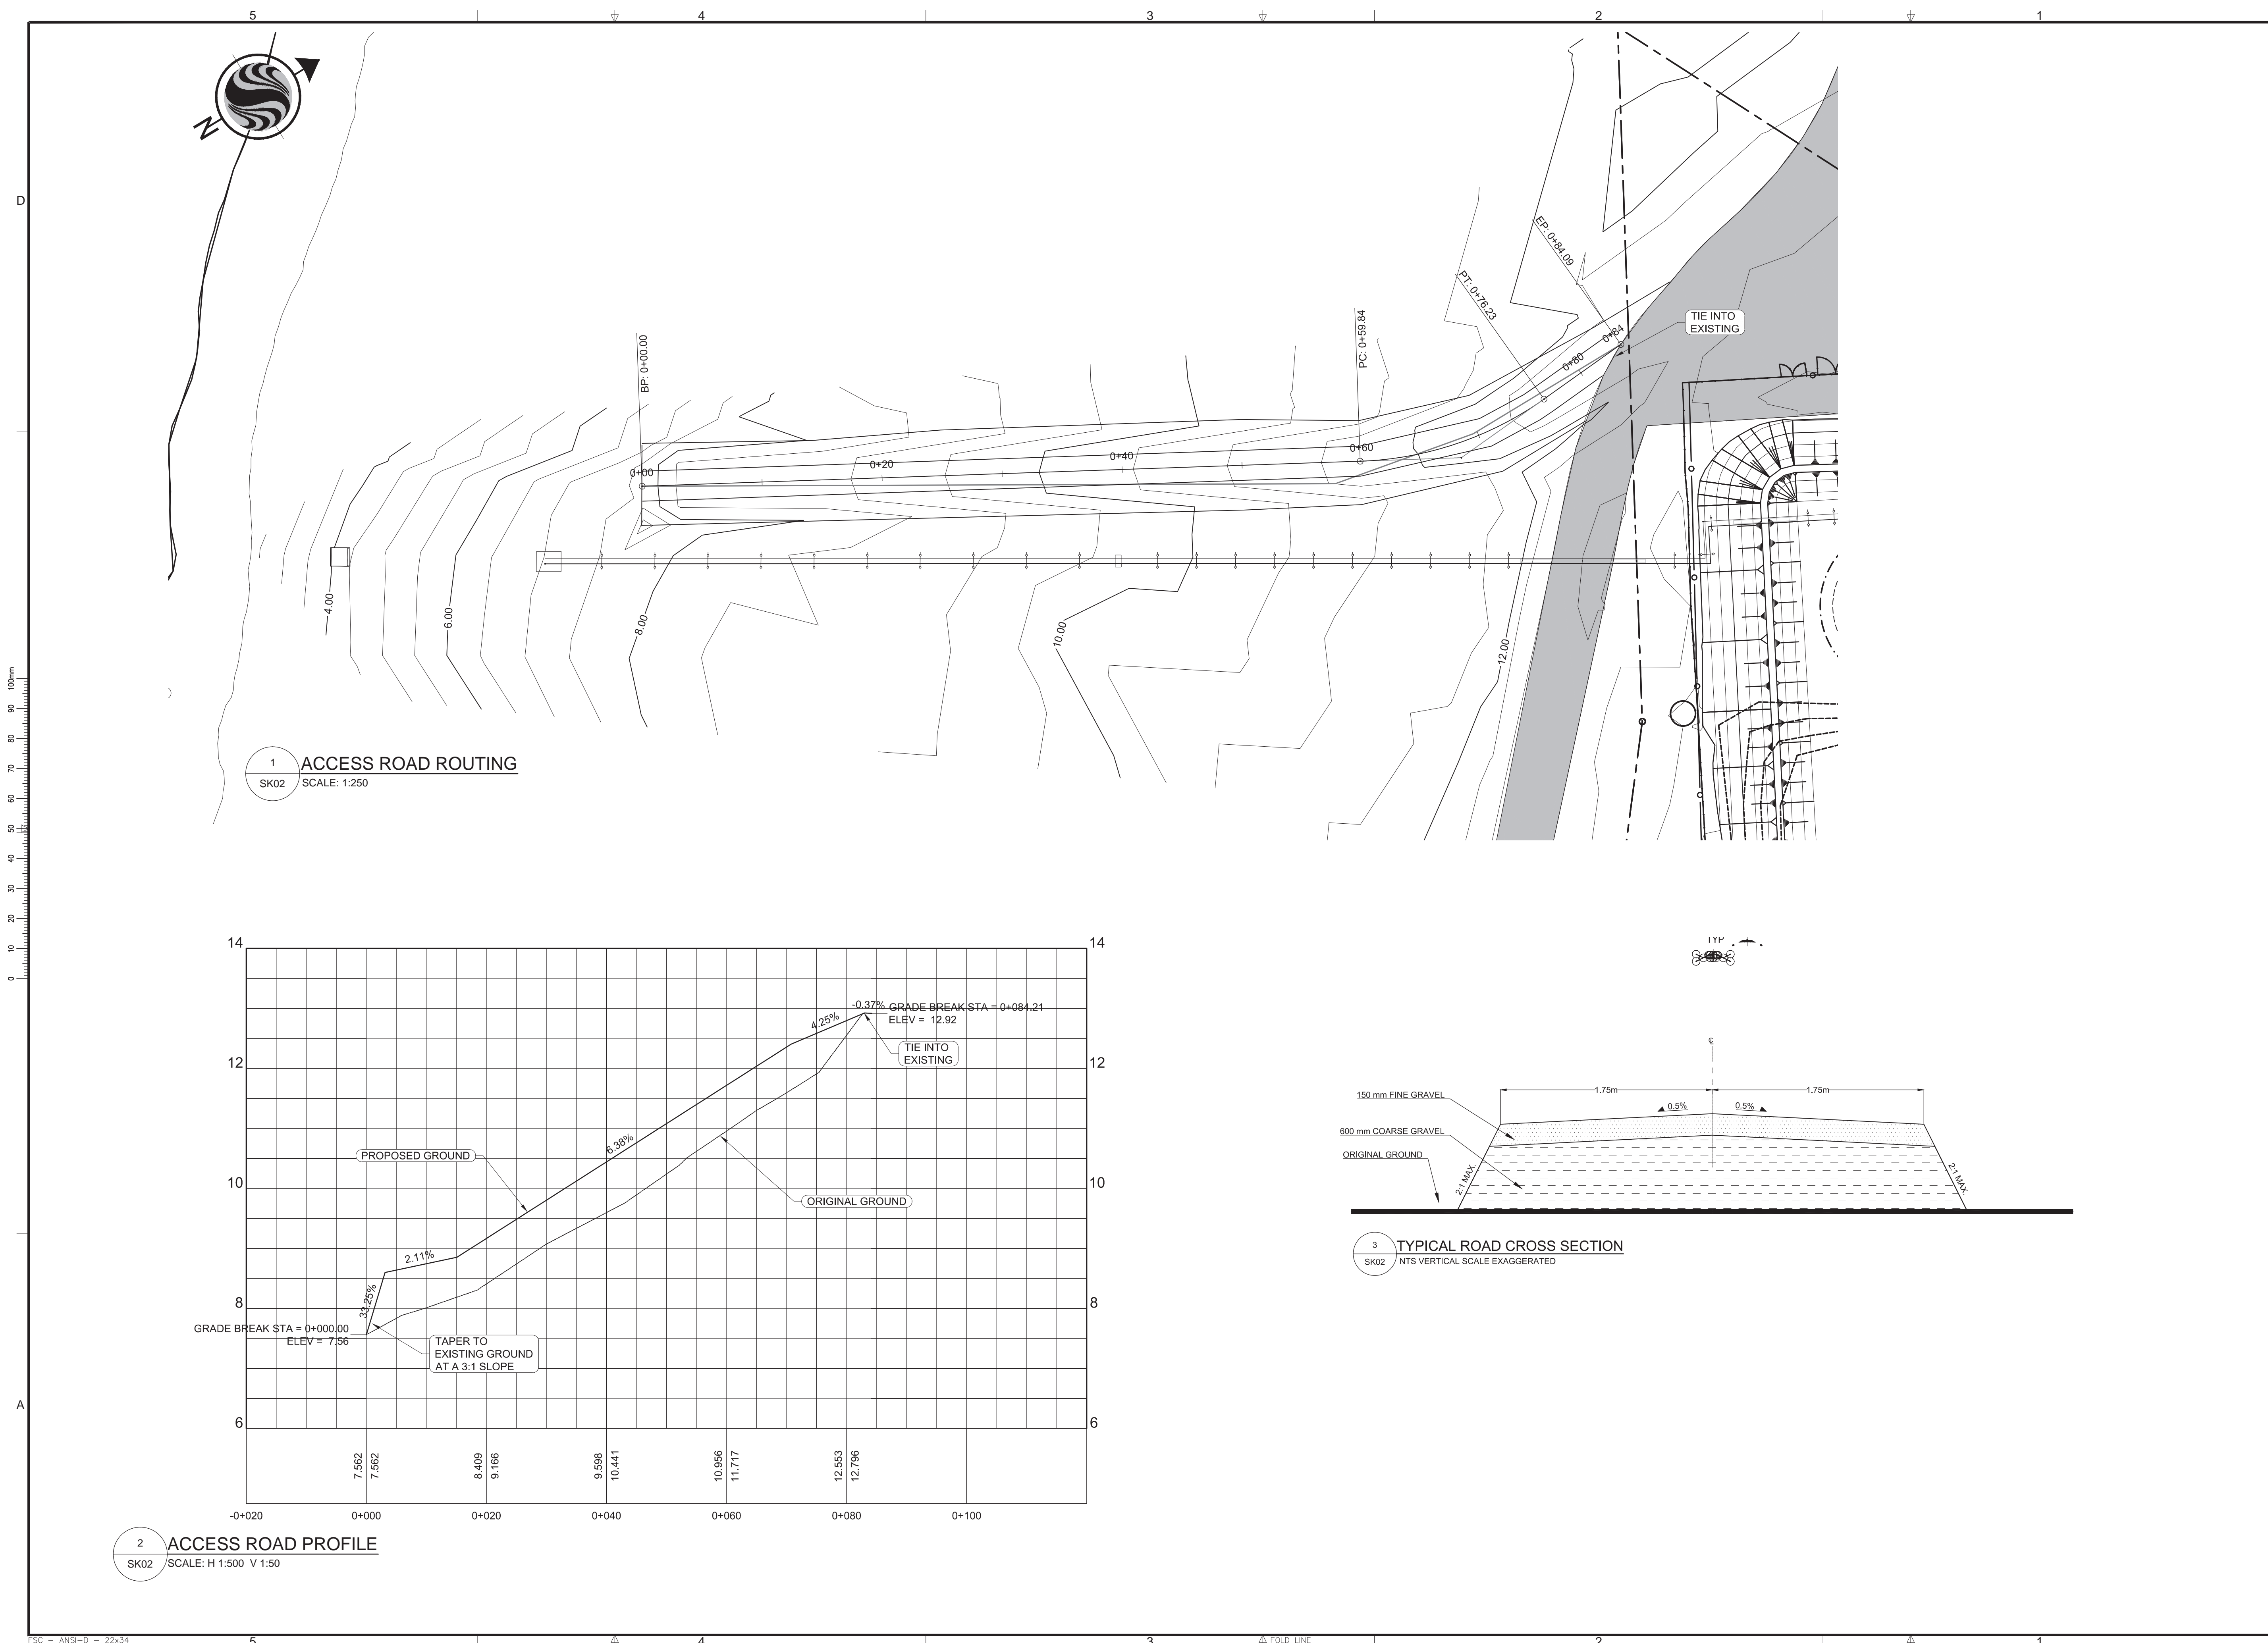 5
4
3
2
1
D
A
N
BP: 0+00.00
PC: 0+59.84
PT: 0+76.23
EP: 0+84.09
TIE INTO
EXISTING
0+00
0+20
0+40
0+60
0+80
0+84
4.00
6.00
8.00
10.00
12.00
100mm
90
80
70
60
50
40
30
20
10
0
1
SK02
ACCESS ROAD ROUTING
SCALE: 1:250
14
12
10
8
6
14
12
10
8
6
-0.37%
GRADE BREAK STA = 0+084.21
ELEV = 12.92
4.25%
TIE INTO
EXISTING
6.38%
PROPOSED GROUND
ORIGINAL GROUND
2.11%
33.25%
GRADE BREAK STA = 0+000.00
ELEV = 7.56
TAPER TO
EXISTING GROUND
AT A 3:1 SLOPE
7.562
7.562
8.409
9.166
9.598
10.441
10.956
11.717
12.553
12.796
-0+020
0+000
0+020
0+040
0+060
0+080
0+100
2
SK02
ACCESS ROAD PROFILE
SCALE: H 1:500 V 1:50
TYP
1.75m
1.75m
0.5%
0.5%
150 mm FINE GRAVEL
600 mm COARSE GRAVEL
ORIGINAL GROUND
2:1 MAX.
2:1 MAX.
3
SK02
TYPICAL ROAD CROSS SECTION
NTS VERTICAL SCALE EXAGGERATED
FSC - ANSI-D - 22x34
5
4
3
FOLD LINE
2
1